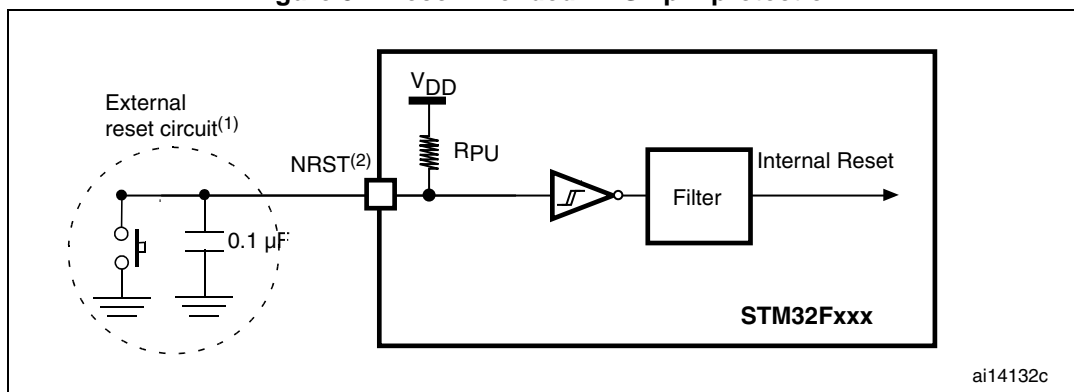 External
reset circuit(1)
VDD
RPU
NRST(2)
Internal Reset
Filter
0.1 µF
STM32Fxxx
ai14132c